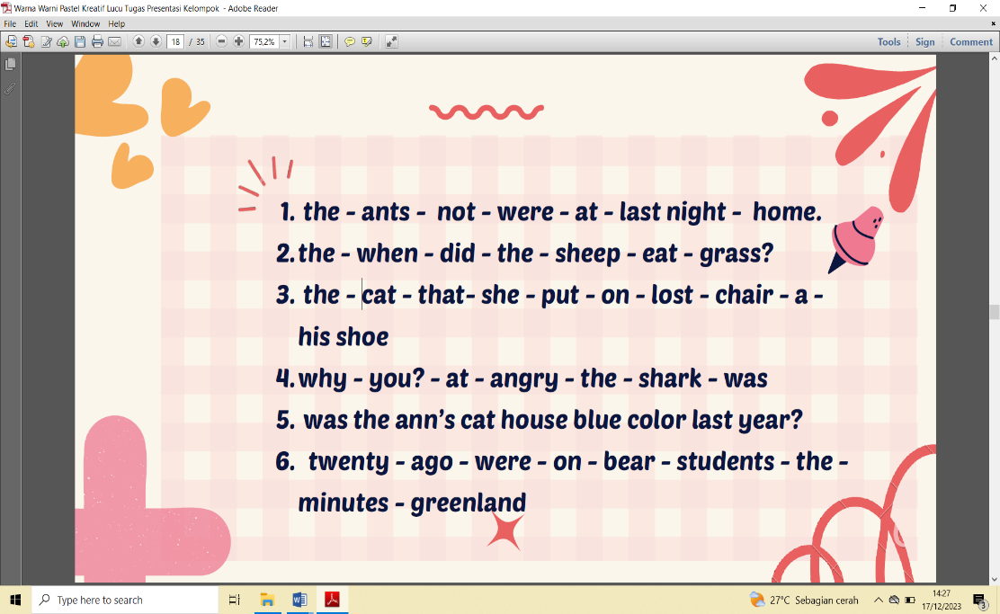 Warna Warni Pastel Kreatif Lucu Tugas Presentasi Kelompok - Adobe Reader
File Edit View Window Help
18 / 35 75,2% Tools Sign Comment
1. the - ants - not - were - at - last night - home.
2. the - when - did - the - sheep - eat - grass?
3. the - cat - that- she - put - on - lost - chair - a -
his shoe
4. why - you? - at - angry - the - shark - was
5. was the ann's cat house blue color last year?
6. twenty - ago - were - on - bear - students - the -
minutes - greenland
Type here to search 27°C Sebagian cerah 14:27
17/12/2023 3